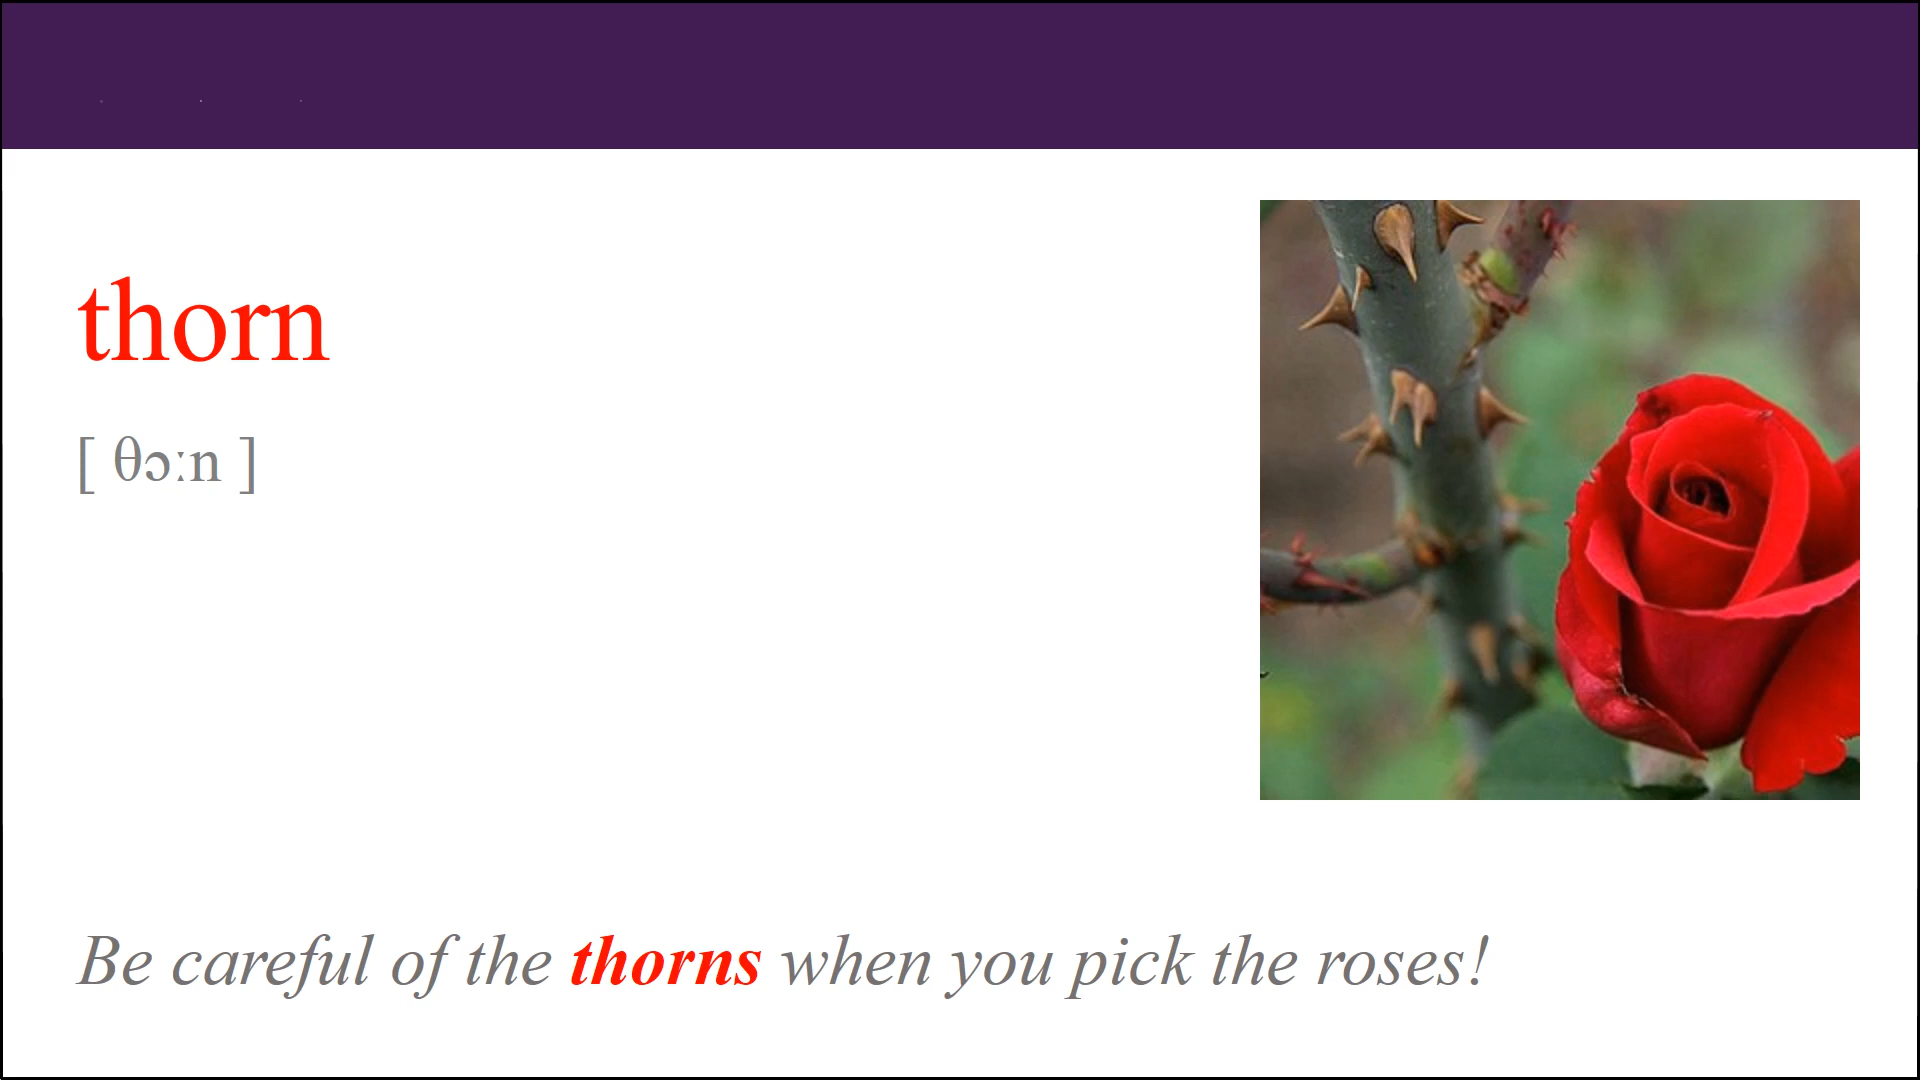 thorn
[ θɔːn ]
Be careful of the thorns when you pick the roses!